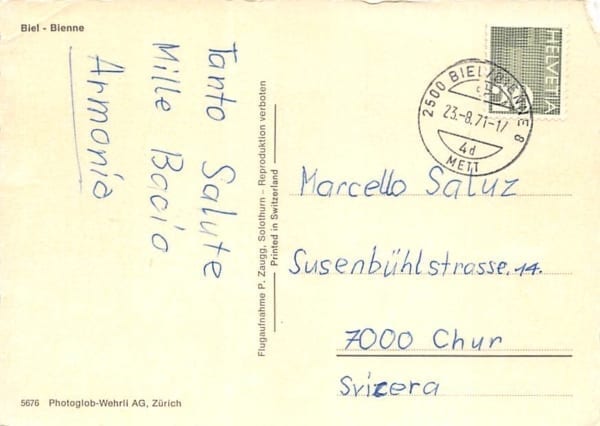 Biel - Bienne
Tanto Salute
Mille Bacio
Armonia
Flugaufnahme P. Zaugg, Solothurn - Reproduktion verboten
Printed in Switzerland
HELVETIA
2500 BIEL/BIENNE 8
23.-8.71-17
4d
METT
Marcello Saluz
Susenbühlstrasse. 14.
7000 Chur
Svizera
5676 Photoglob-Wehrli AG, Zürich